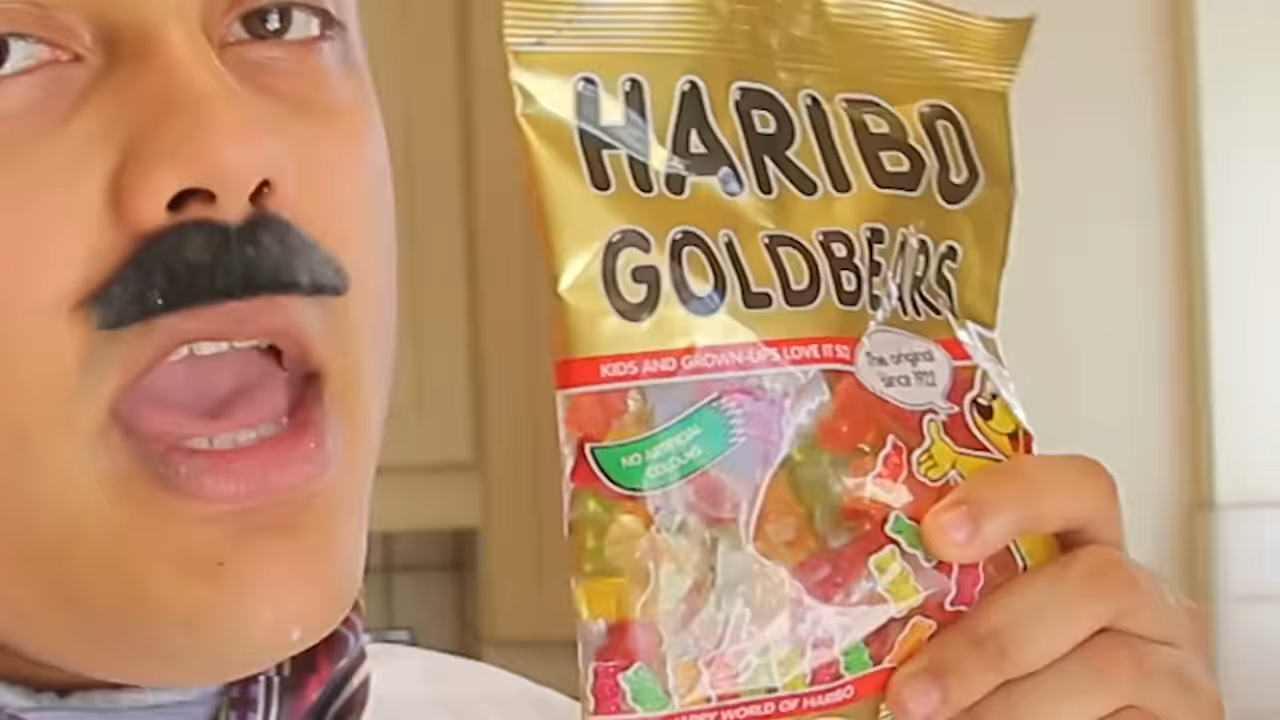 HARIBO
GOLDBEARS
KIDS AND GROWN-UPS LOVE IT SO
The original
since 1922
NO ARTIFICIAL
COLOURS
HAPPY WORLD OF HARIBO